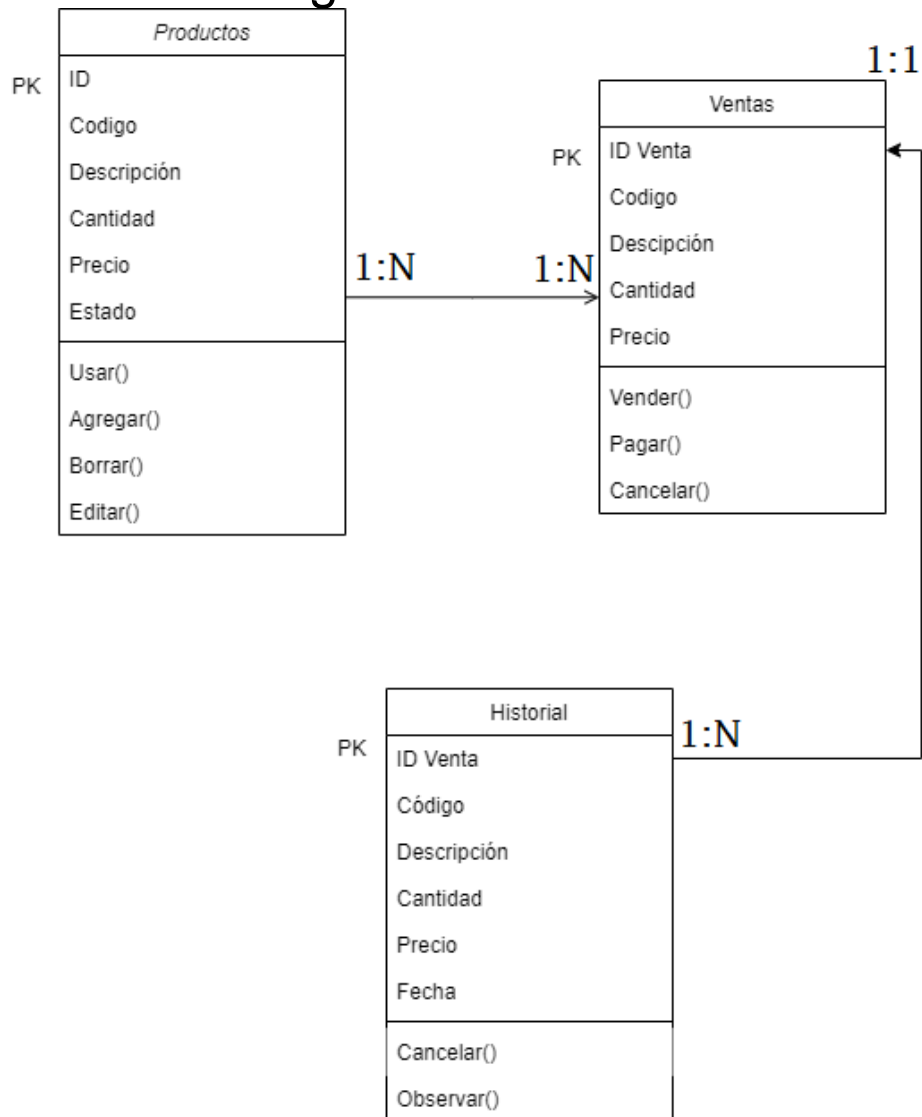 Productos
PK
ID
Codigo
Descripción
Cantidad
Precio
Estado
Usar()
Agregar()
Borrar()
Editar()
1:N
1:N
1:1
Ventas
PK
ID Venta
Codigo
Descipción
Cantidad
Precio
Vender()
Pagar()
Cancelar()
Historial
1:N
PK
ID Venta
Código
Descripción
Cantidad
Precio
Fecha
Cancelar()
Observar()